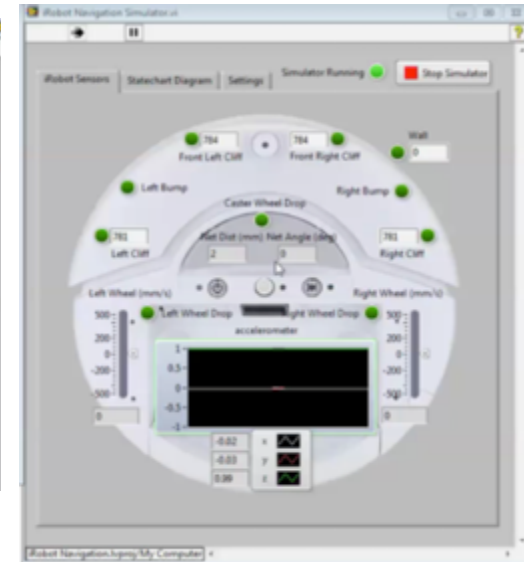 iRobot Navigation Simulator.vi
iRobot Sensors Statechart Diagram Settings Simulator Running Stop Simulator
784 784 Wall
Front Left Cliff Front Right Cliff 0
Left Bump Right Bump
Caster Wheel Drop
781 Net Dist (mm) Net Angle (deg) 781
Left Cliff 2 0 Right Cliff
Left Wheel (mm/s) Right Wheel (mm/s)
500 Left Wheel Drop Right Wheel Drop 500
200 accelerometer 200
0 1 0
-200 0.5 -200
-500 0 -500
0 -0.5 0
-1
-0.02 x
-0.03 y
0.99 z
iRobot Navigation.lvproj/My Computer